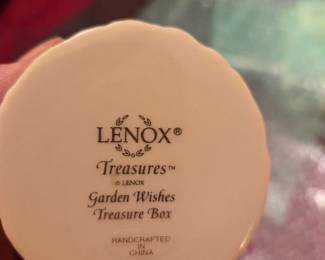 LENOX®
Treasures™
® LENOX
Garden Wishes
Treasure Box
HANDCRAFTED
IN
CHINA